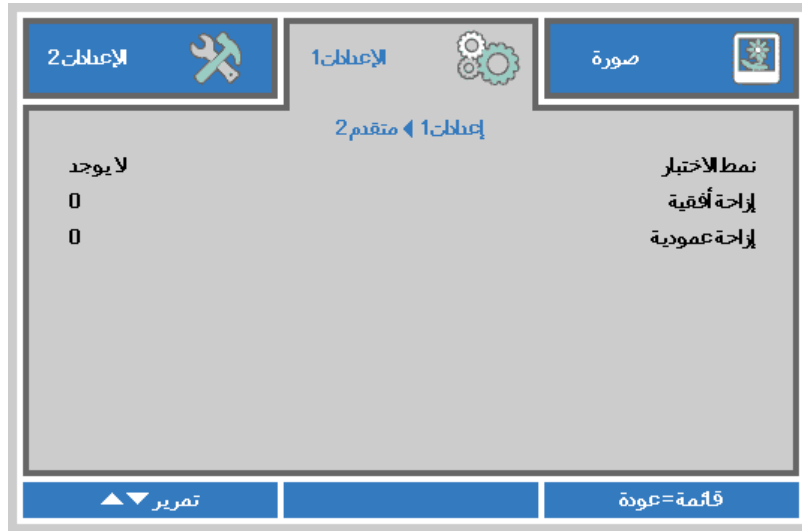 صورة
الإعدادات1
الإعدادات2
إعدادات1 ◀ متقدم2
نمط الاختبار لا يوجد
إزاحة أفقية 0
إزاحة عمودية 0
قائمة=عودة
تمرير ▼▲